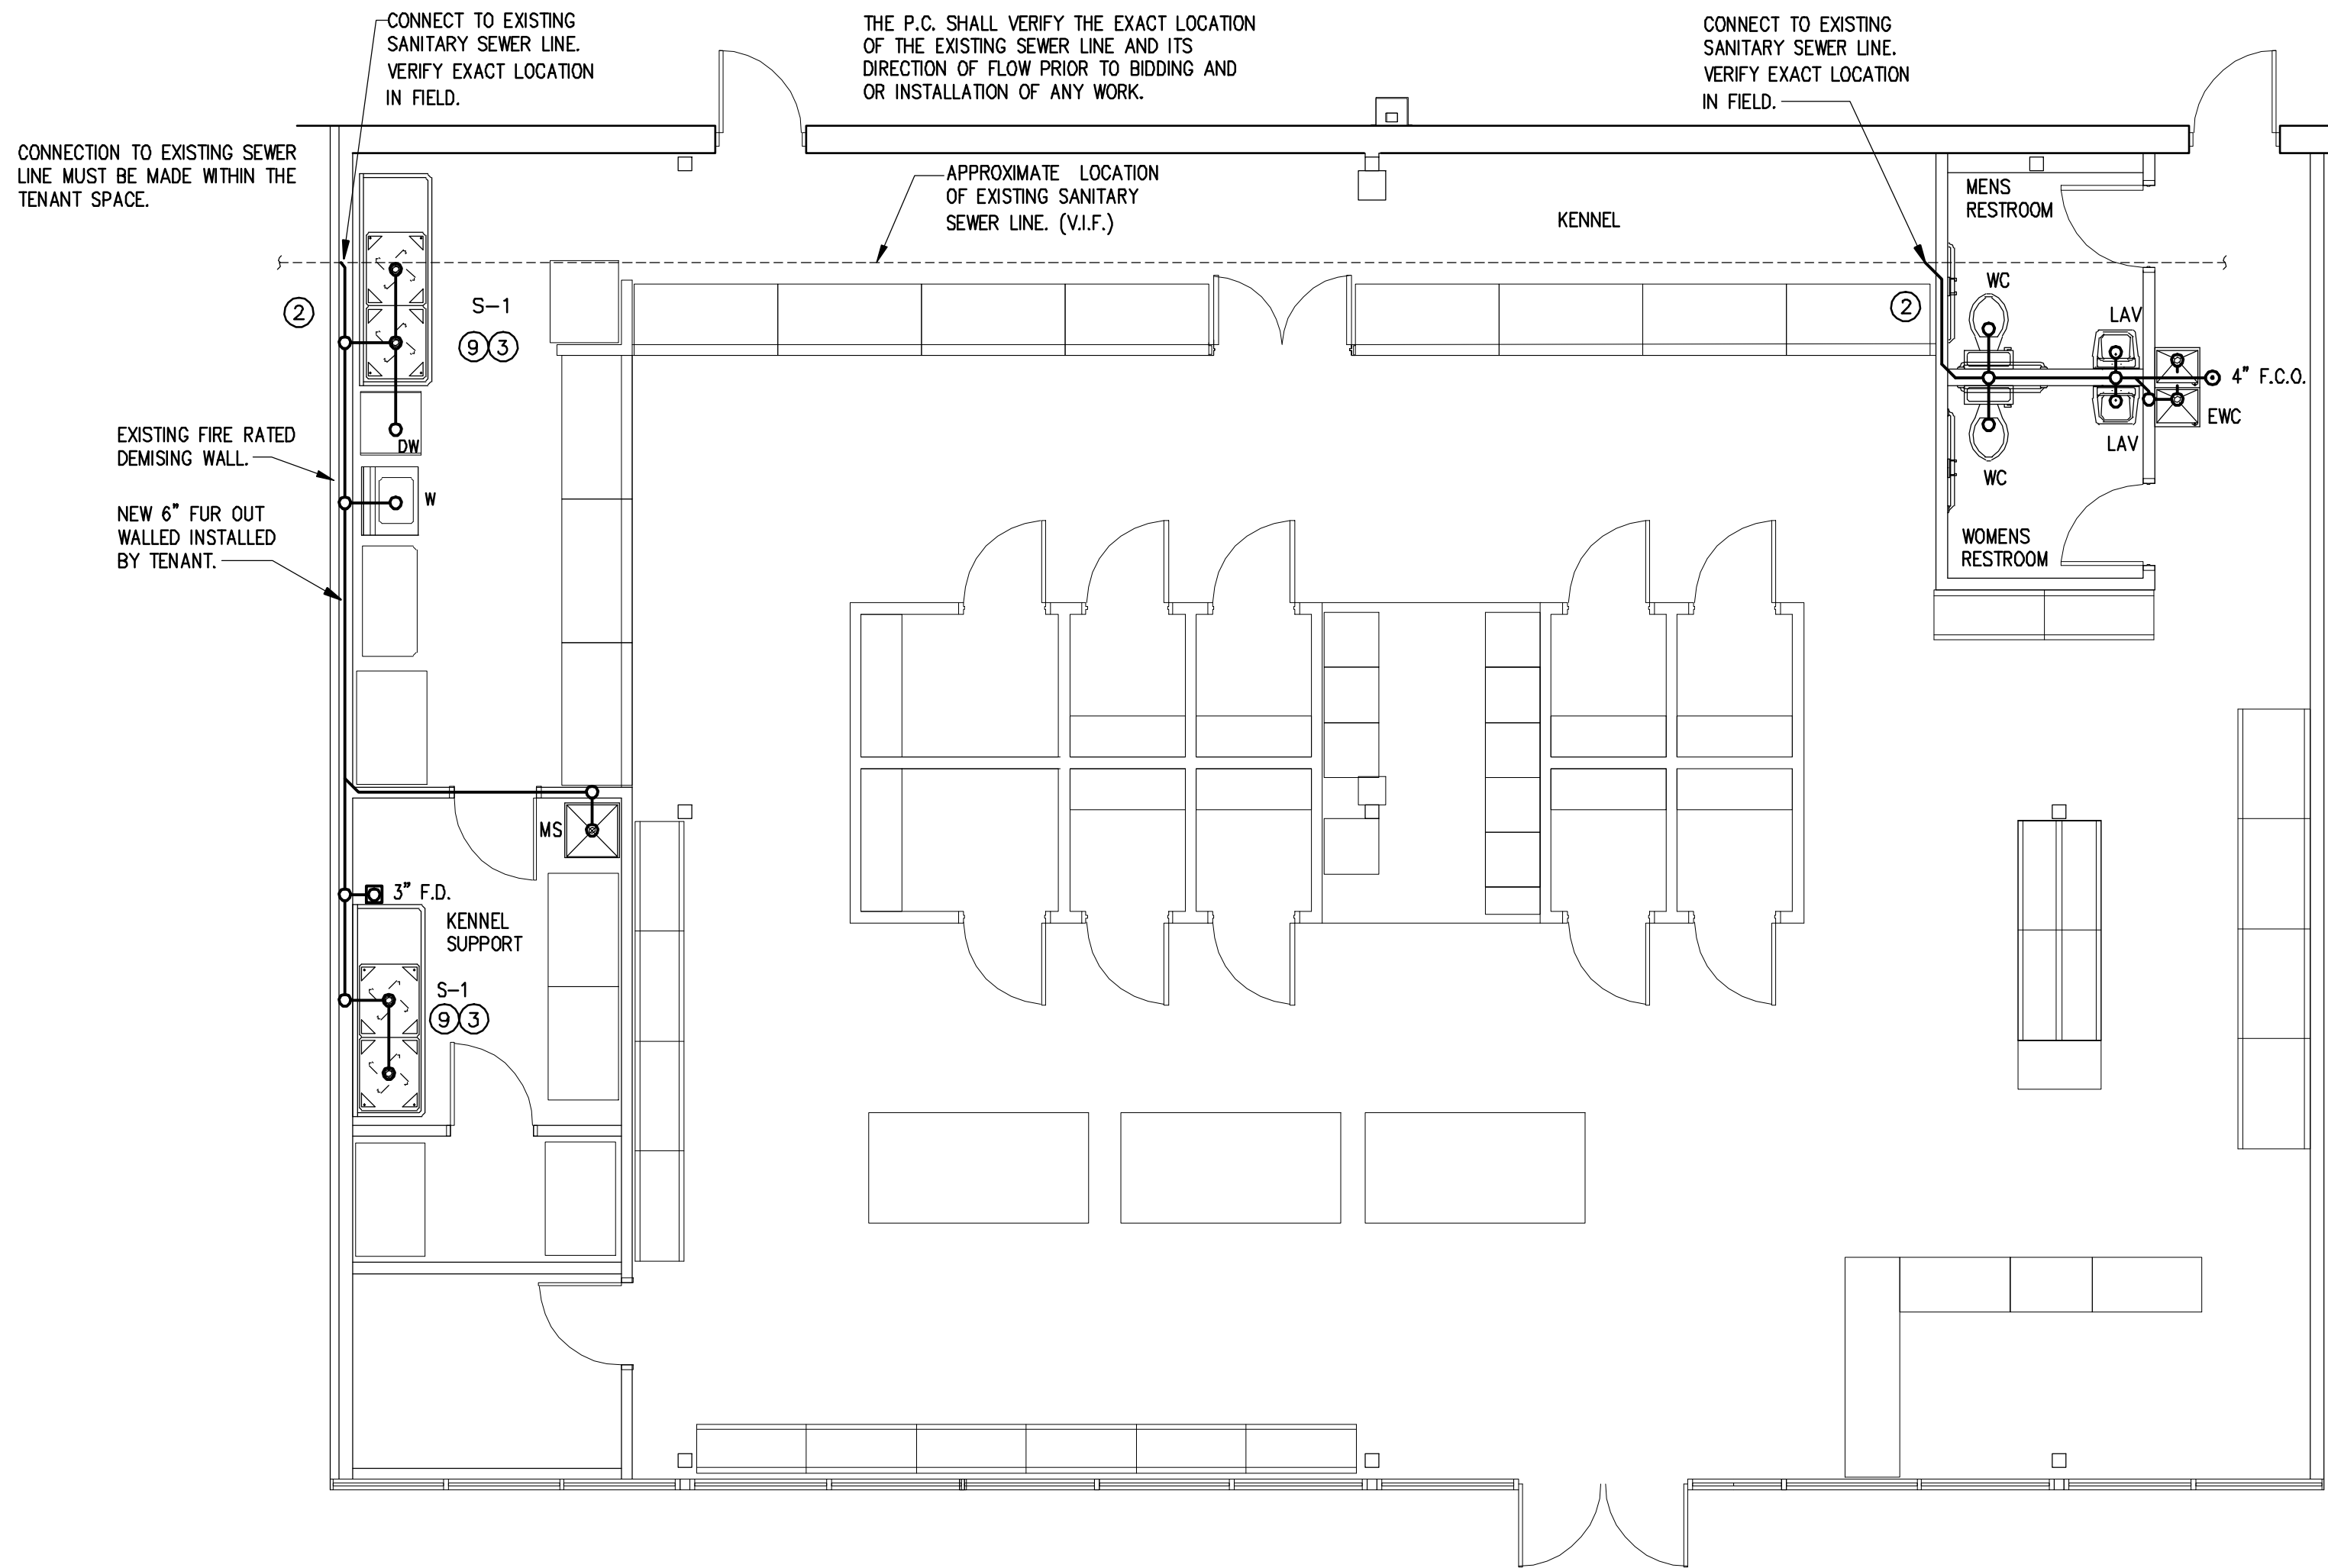 CONNECT TO EXISTING
SANITARY SEWER LINE.
VERIFY EXACT LOCATION
IN FIELD.
THE P.C. SHALL VERIFY THE EXACT LOCATION
OF THE EXISTING SEWER LINE AND ITS
DIRECTION OF FLOW PRIOR TO BIDDING AND
OR INSTALLATION OF ANY WORK.
CONNECT TO EXISTING
SANITARY SEWER LINE.
VERIFY EXACT LOCATION
IN FIELD.
CONNECTION TO EXISTING SEWER
LINE MUST BE MADE WITHIN THE
TENANT SPACE.
APPROXIMATE LOCATION
OF EXISTING SANITARY
SEWER LINE. (V.I.F.)
KENNEL
MENS
RESTROOM
2
S-1
9 3
2
WC
LAV
4" F.C.O.
EWC
LAV
WC
EXISTING FIRE RATED
DEMISING WALL.
DW
W
NEW 6" FUR OUT
WALLED INSTALLED
BY TENANT.
WOMENS
RESTROOM
MS
3" F.D.
KENNEL
SUPPORT
S-1
9 3